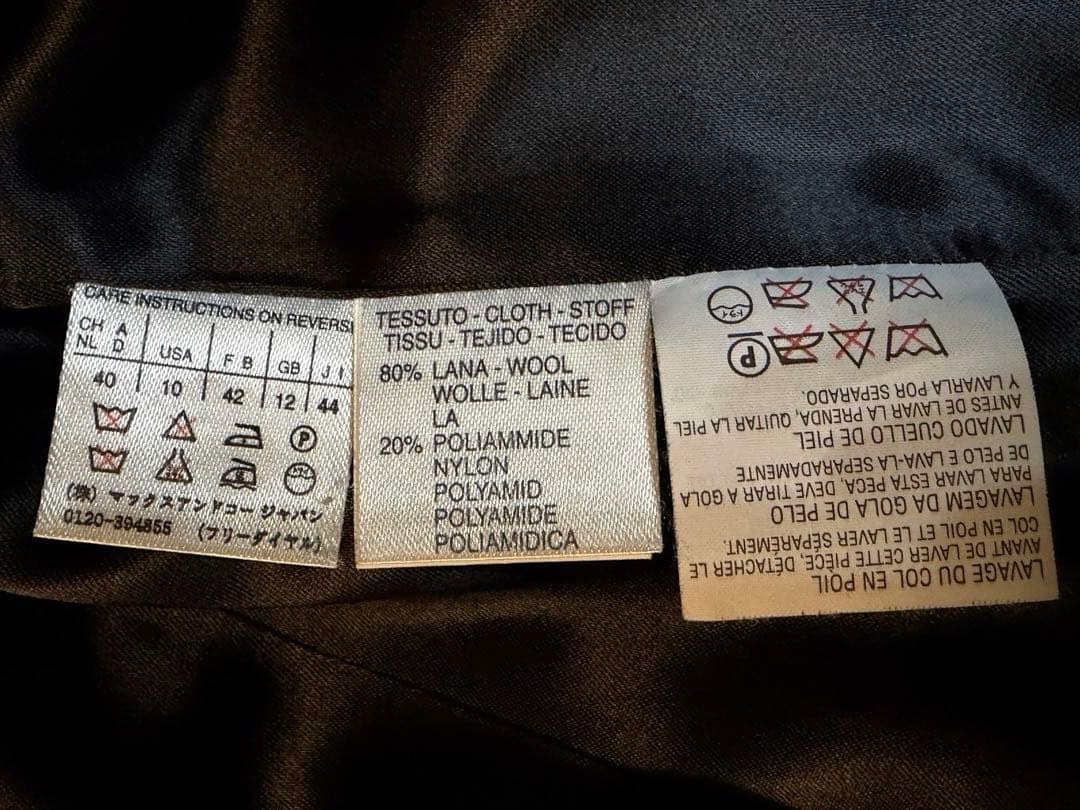 CARE INSTRUCTIONS ON REVERS
CH A NL D USA F B GB J I
40 10 42 12 44
P
(株) マックスアンドコー ジャパン
0120-394855 (フリーダイヤル)
TESSUTO - CLOTH - STOFF
TISSU - TEJIDO - TECIDO
80% LANA - WOOL
WOLLE - LAINE
LA
20% POLIAMMIDE
NYLON
POLYAMID
POLYAMIDE
POLIAMIDICA
LAVAGE DU COL EN POIL
AVANT DE LAVER CETTE PIÈCE, DÉTACHER LE
COL EN POIL ET LE LAVER SÉPARÉMENT.
LAVAGEM DA GOLA DE PELO
PARA LAVAR ESTA PEÇA, DEVE TIRAR A GOLA
DE PELO E LAVA-LA SEPARADAMENTE
LAVADO CUELLO DE PIEL
ANTES DE LAVAR LA PRENDA, QUITAR LA PIEL
Y LAVARLA POR SEPARADO.
P